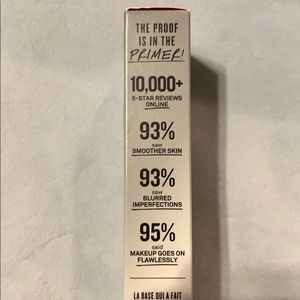 THE PROOF
IS IN THE
PRIMER!
10,000+
5-STAR REVIEWS
ONLINE
93%
saw
SMOOTHER SKIN
93%
saw
BLURRED
IMPERFECTIONS
95%
said
MAKEUP GOES ON
FLAWLESSLY
LA BASE QUI A FAIT